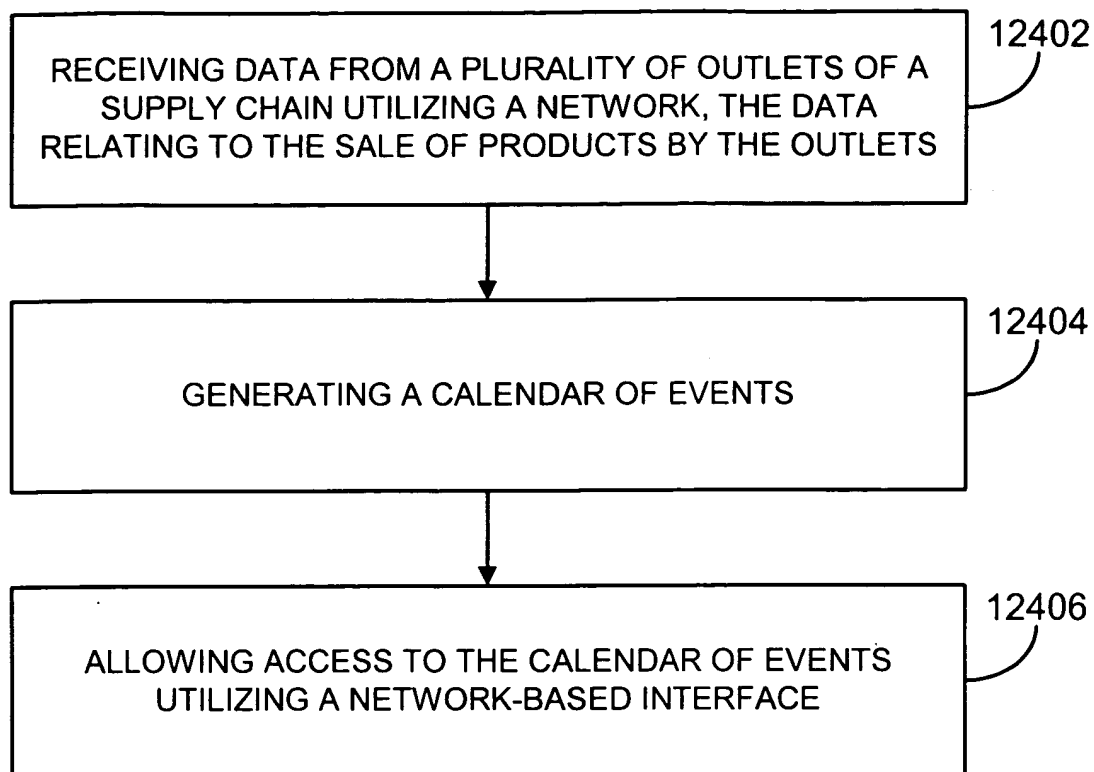 12402
RECEIVING DATA FROM A PLURALITY OF OUTLETS OF A
SUPPLY CHAIN UTILIZING A NETWORK, THE DATA
RELATING TO THE SALE OF PRODUCTS BY THE OUTLETS
12404
GENERATING A CALENDAR OF EVENTS
12406
ALLOWING ACCESS TO THE CALENDAR OF EVENTS
UTILIZING A NETWORK-BASED INTERFACE